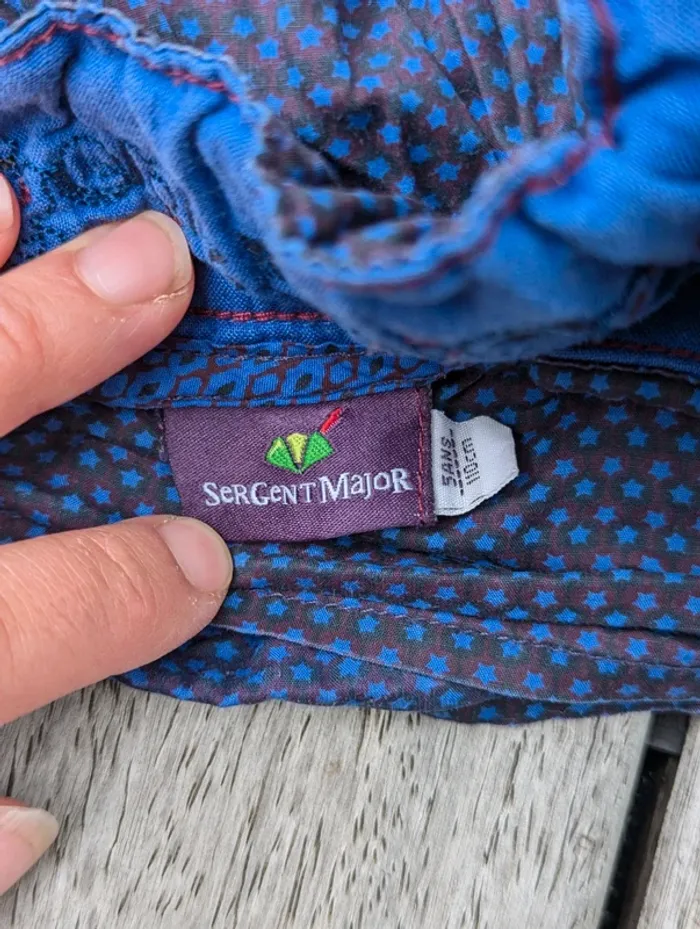 SerGent Major
5ANS-
110cm